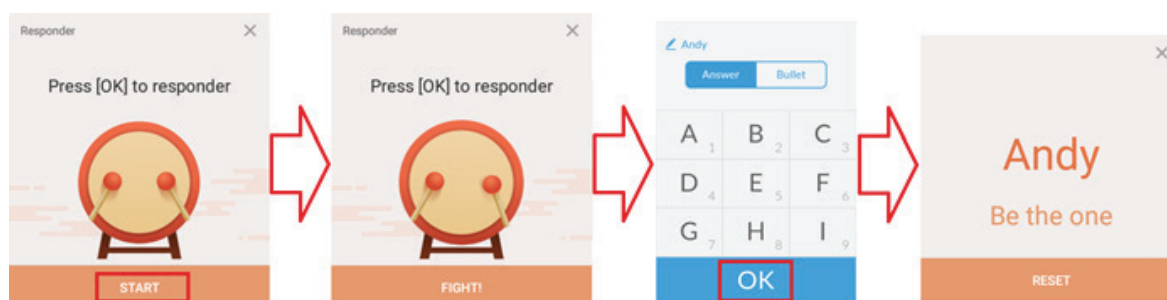 Responder ×
Press [OK] to responder
START
Responder ×
Press [OK] to responder
FIGHT!
Andy
Answer Bullet
A 1 B 2 C 3
D 4 E 5 F 6
G 7 H 8 I 9
OK
×
Andy
Be the one
RESET